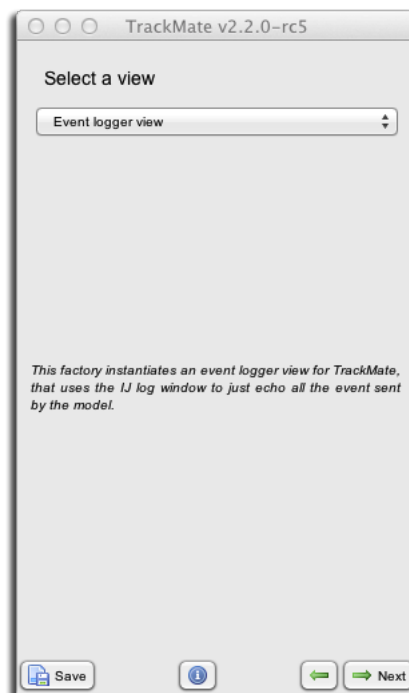 TrackMate v2.2.0-rc5
Select a view
Event logger view
This factory instantiates an event logger view for TrackMate,
that uses the IJ log window to just echo all the event sent
by the model.
Save
Next